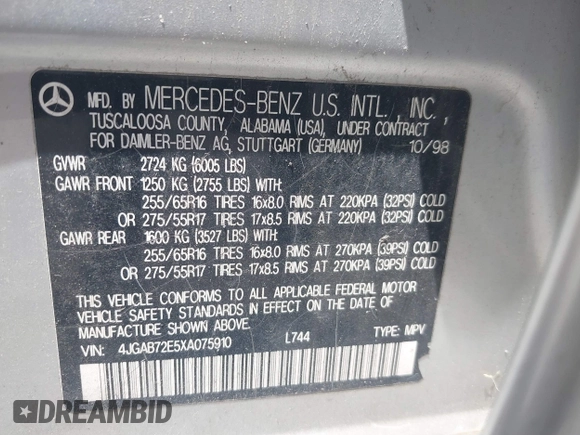 MFD. BY MERCEDES-BENZ U.S. INTL., INC.,
TUSCALOOSA COUNTY, ALABAMA (USA), UNDER CONTRACT
FOR DAIMLER-BENZ AG, STUTTGART (GERMANY) 10/98
GVWR 2724 KG (6005 LBS)
GAWR FRONT 1250 KG (2755 LBS) WITH:
255/65R16 TIRES 16x8.0 RIMS AT 220KPA (32PSI) COLD
OR 275/55R17 TIRES 17x8.5 RIMS AT 220KPA (32PSI) COLD
GAWR REAR 1600 KG (3527 LBS) WITH:
255/65R16 TIRES 16x8.0 RIMS AT 270KPA (39PSI) COLD
OR 275/55R17 TIRES 17x8.5 RIMS AT 270KPA (39PSI) COLD
THIS VEHICLE CONFORMS TO ALL APPLICABLE FEDERAL MOTOR
VEHICLE SAFETY STANDARDS IN EFFECT ON THE DATE OF
MANUFACTURE SHOWN ABOVE.
VIN: 4JGAB72E5XA075910 L744 TYPE: MPV
DREAMBID